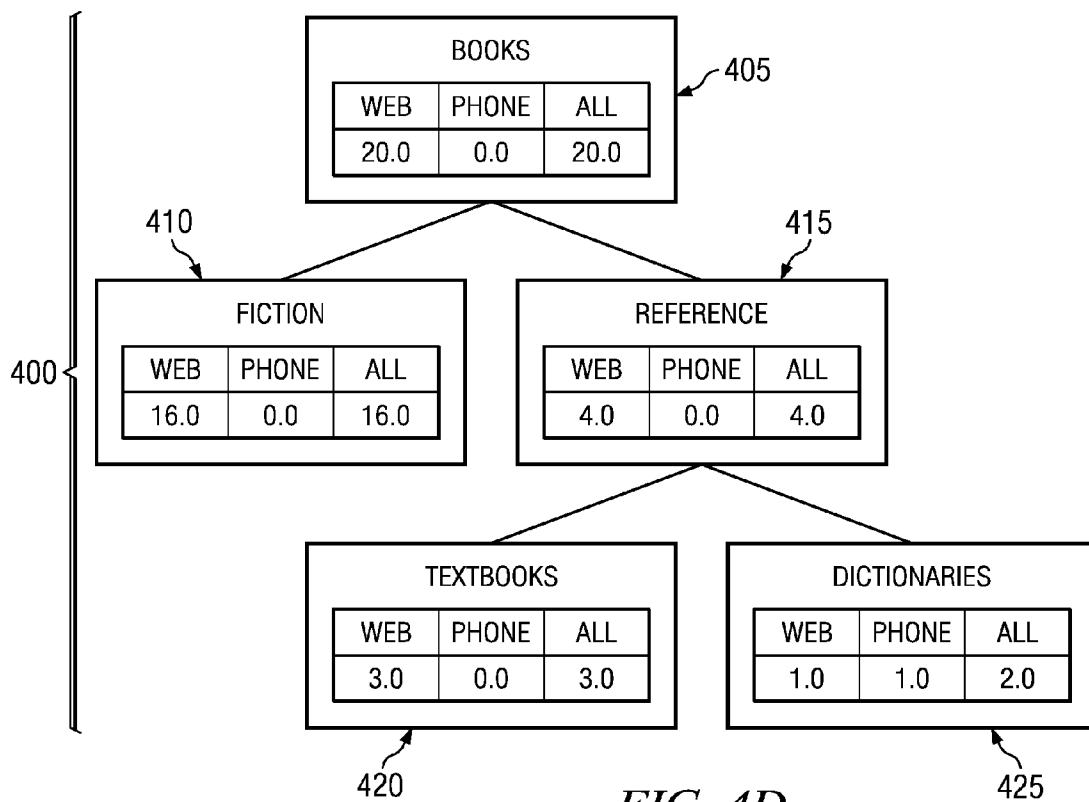 BOOKS
405
WEB PHONE ALL
20.0 0.0 20.0
410
415
FICTION
REFERENCE
400
WEB PHONE ALL
WEB PHONE ALL
16.0 0.0 16.0
4.0 0.0 4.0
TEXTBOOKS
DICTIONARIES
WEB PHONE ALL
WEB PHONE ALL
3.0 0.0 3.0
1.0 1.0 2.0
420
FIG. 4D
425